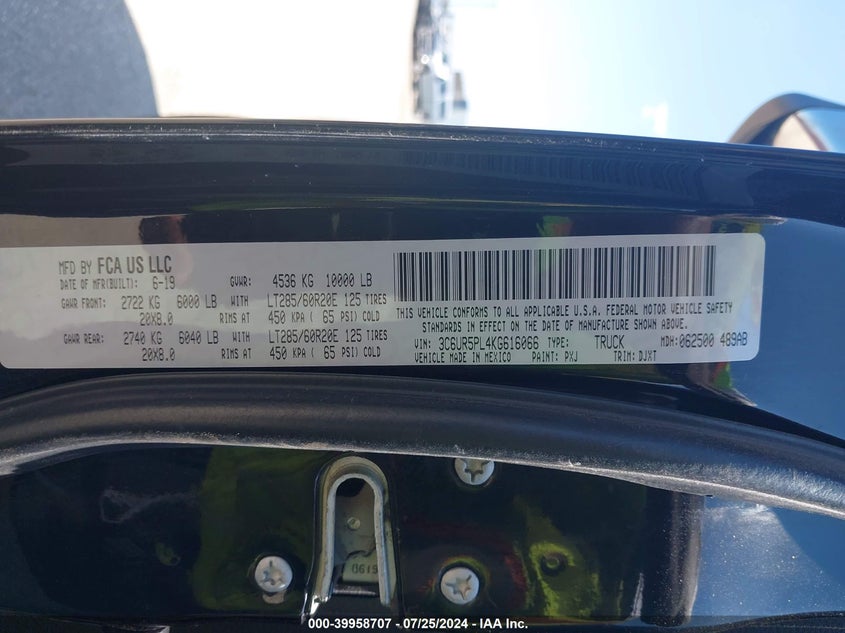 MFD BY FCA US LLC
DATE OF MFR(BUILT): 6-19 GVWR: 4536 KG 10000 LB
GAWR FRONT: 2722 KG 6000 LB WITH LT285/60R20E 125 TIRES
20X8.0 RIMS AT 450 KPA ( 65 PSI) COLD
GAWR REAR: 2740 KG 6040 LB WITH LT285/60R20E 125 TIRES
20X8.0 RIMS AT 450 KPA ( 65 PSI) COLD
THIS VEHICLE CONFORMS TO ALL APPLICABLE U.S.A. FEDERAL MOTOR VEHICLE SAFETY
STANDARDS IN EFFECT ON THE DATE OF MANUFACTURE SHOWN ABOVE.
VIN: 3C6UR5PL4KG616066 TYPE: TRUCK MDH: 062500 489AB
VEHICLE MADE IN MEXICO PAINT: PXJ TRIM: DJXT
0619
000-39958707 - 07/25/2024 - IAA Inc.